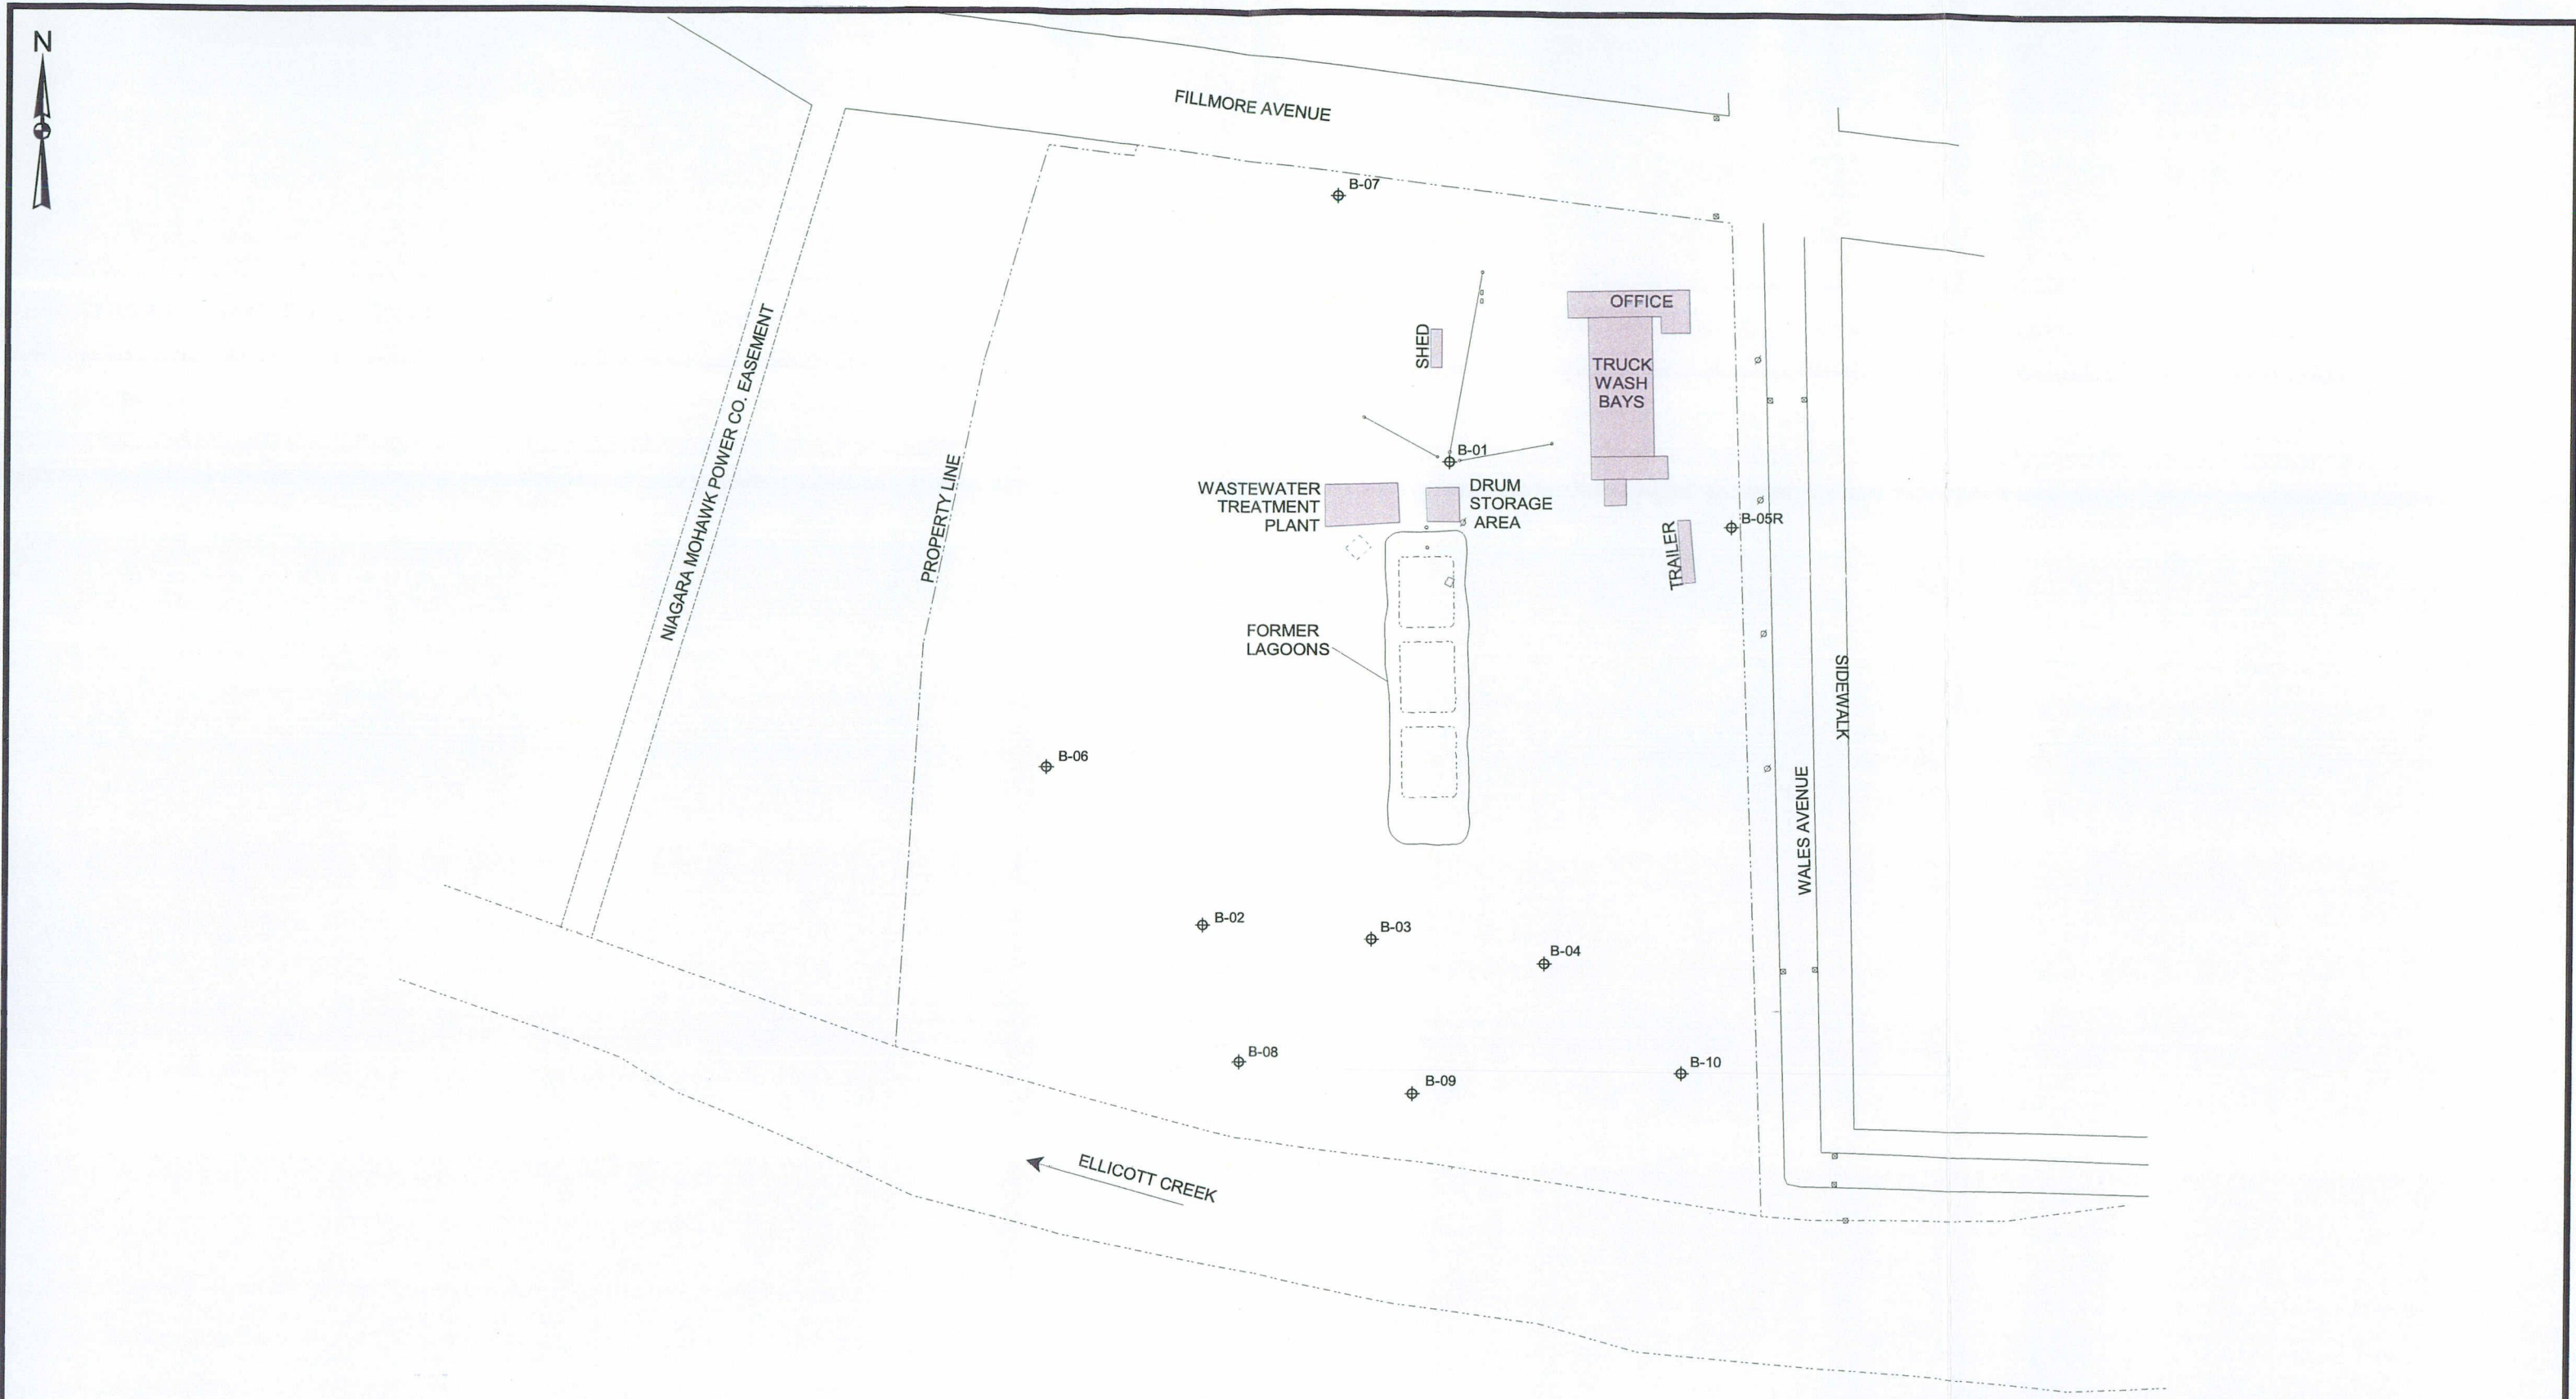 N
FILLMORE AVENUE
B-07
OFFICE
NIAGARA MOHAWK POWER CO. EASEMENT
SHED
TRUCK
WASH
BAYS
B-01
PROPERTY LINE
WASTEWATER
TREATMENT
PLANT
DRUM
STORAGE
AREA
B-05R
TRAILER
FORMER
LAGOONS
SIDEWALK
B-06
WALES AVENUE
B-02
B-03
B-04
B-08
B-09
B-10
ELLICOTT CREEK